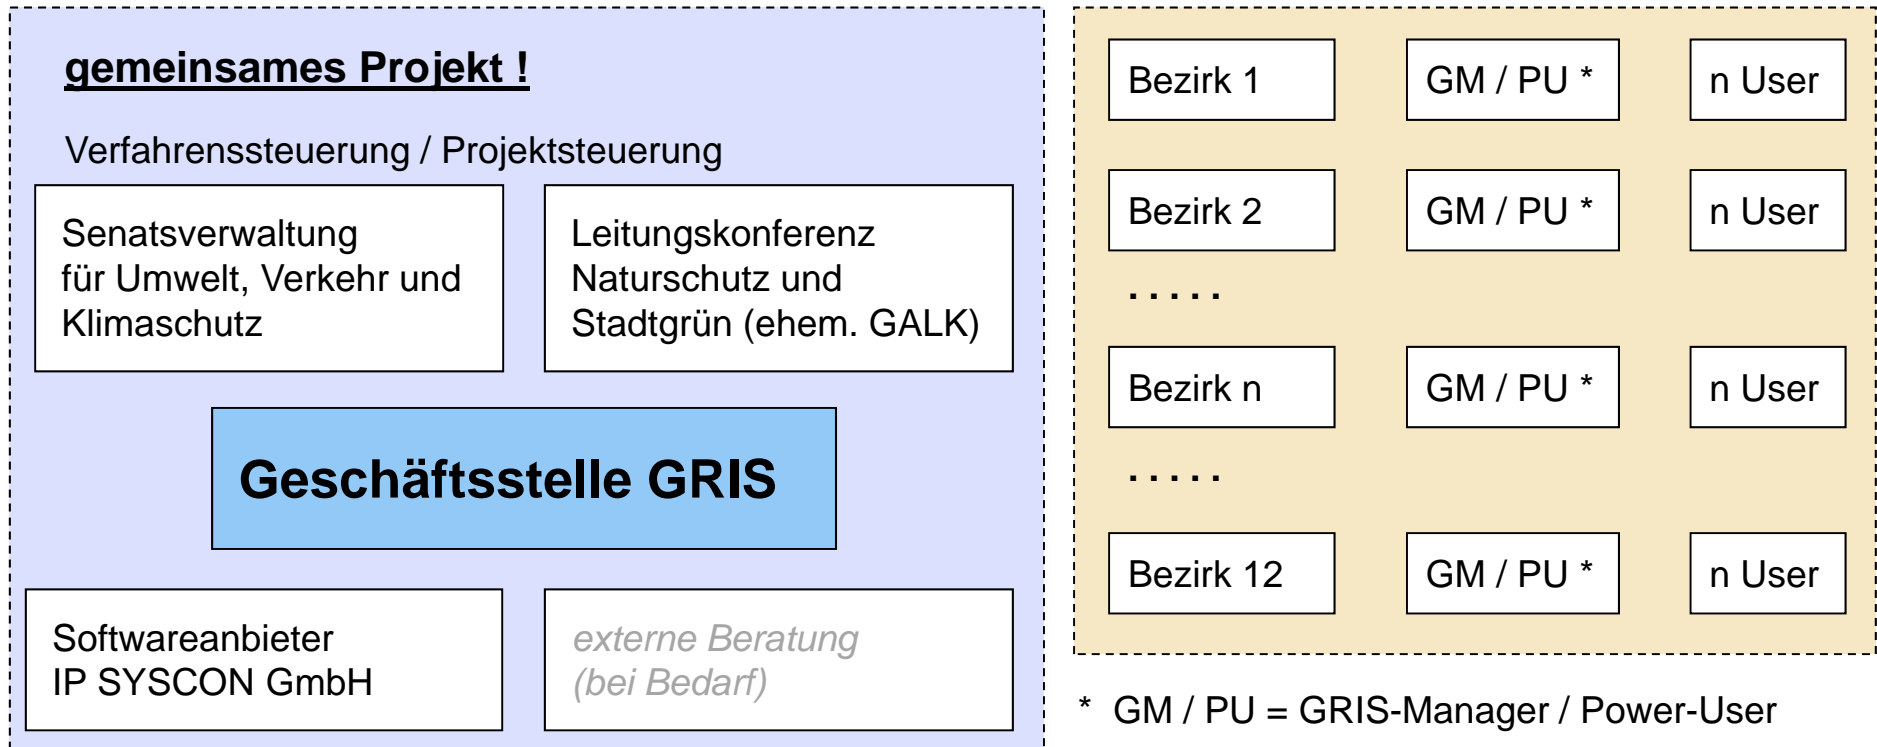 gemeinsames Projekt !
Verfahrenssteuerung / Projektsteuerung
Senatsverwaltung
für Umwelt, Verkehr und
Klimaschutz
Leitungskonferenz
Naturschutz und
Stadtgrün (ehem. GALK)
Geschäftsstelle GRIS
Softwareanbieter
IP SYSCON GmbH
externe Beratung
(bei Bedarf)
Bezirk 1 GM / PU * n User
Bezirk 2 GM / PU * n User
. . . . .
Bezirk n GM / PU * n User
. . . . .
Bezirk 12 GM / PU * n User
* GM / PU = GRIS-Manager / Power-User